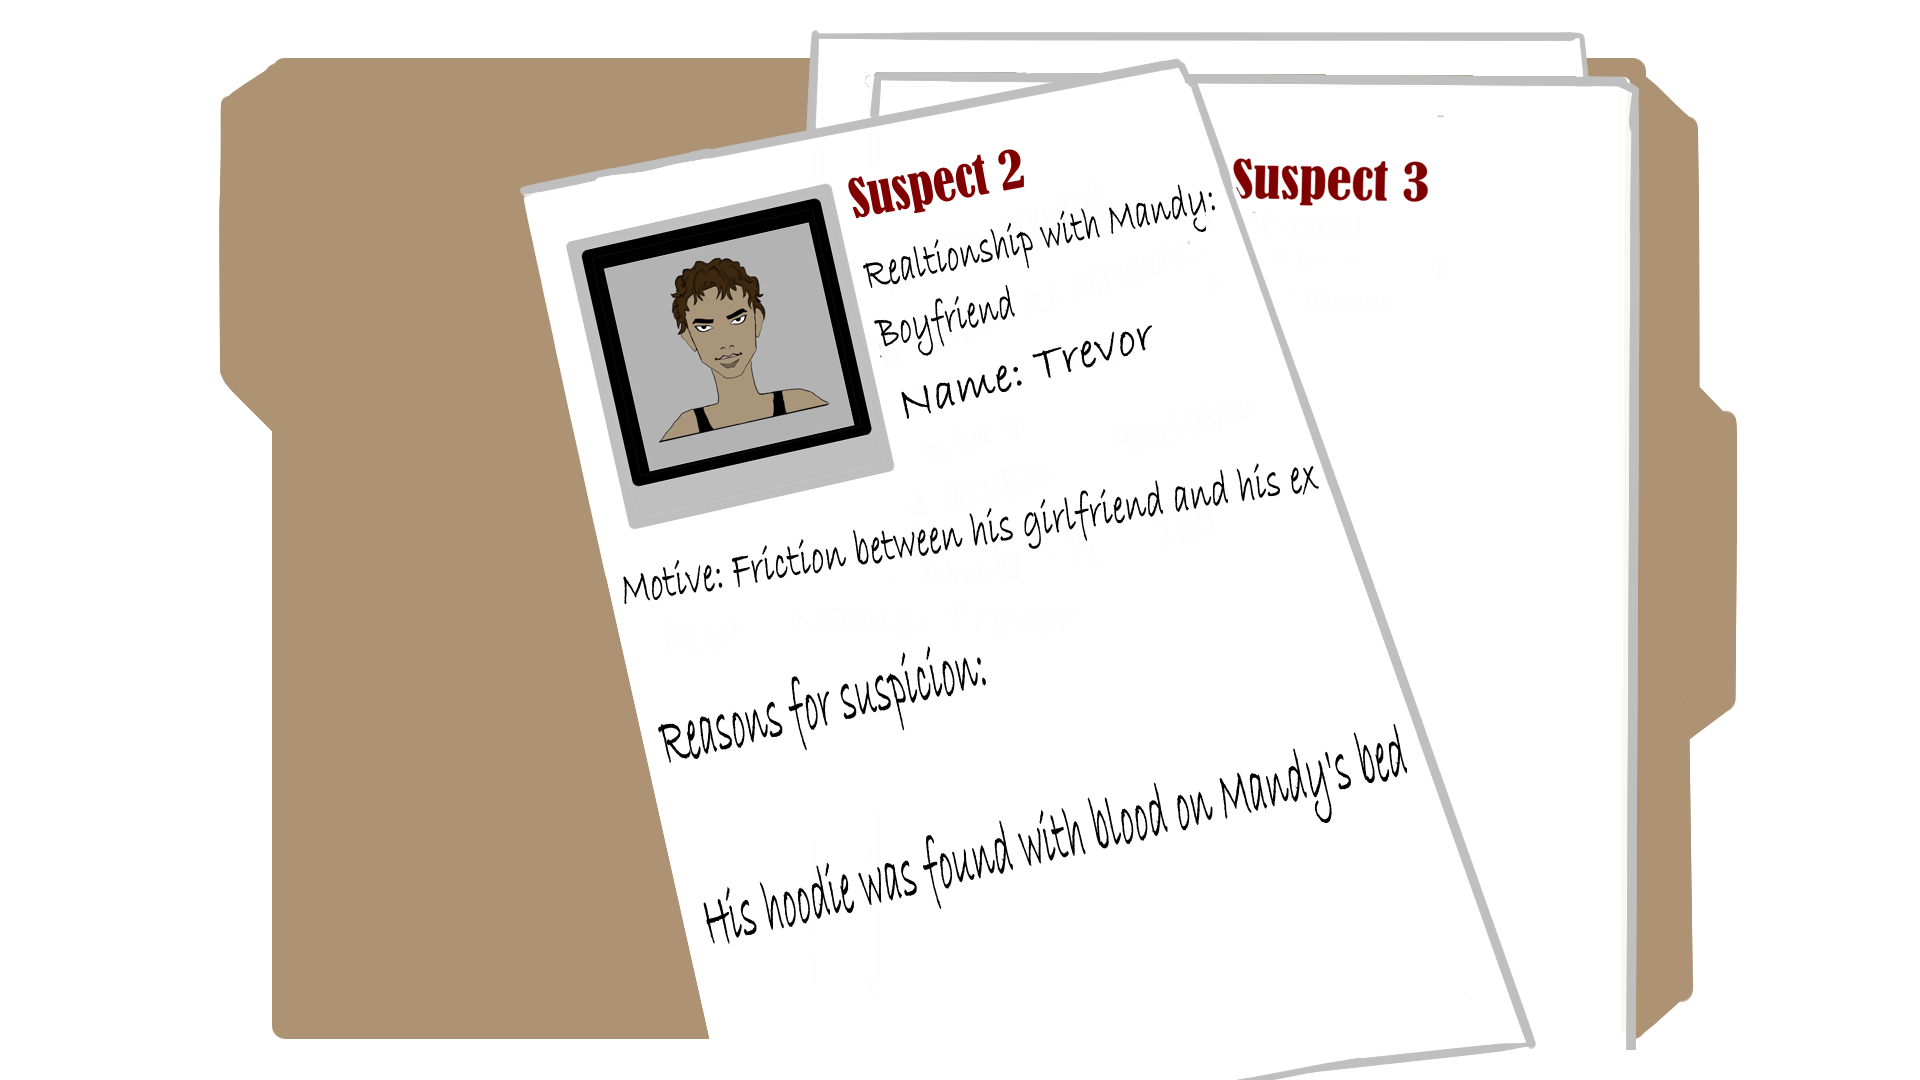 Suspect 2
Realtionship with Mandy:
Boyfriend
Name: Trevor
Motive: Friction between his girlfriend and his ex
Reasons for suspicion:
His hoodie was found with blood on Mandy's bed
Suspect 3